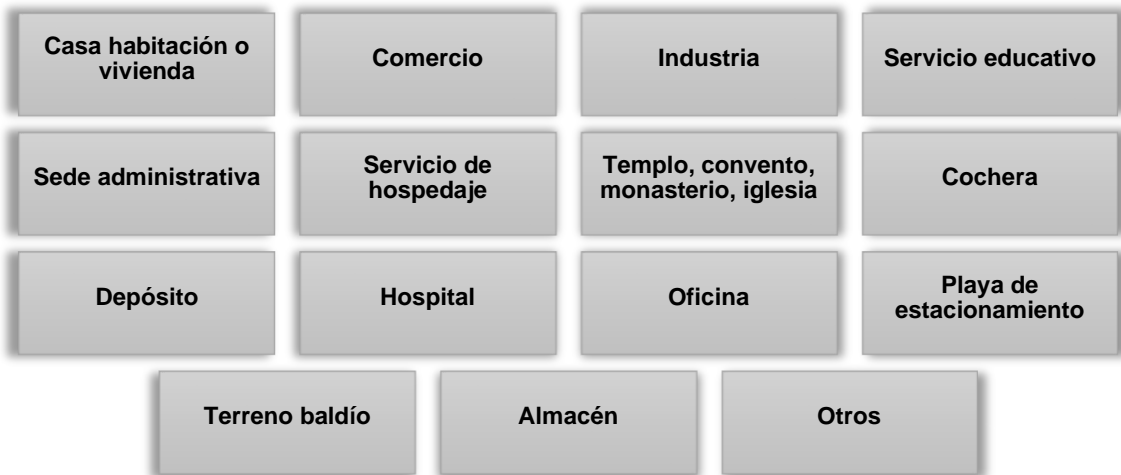 Casa habitación o
vivienda
Comercio
Industria
Servicio educativo
Sede administrativa
Servicio de
hospedaje
Templo, convento,
monasterio, iglesia
Cochera
Depósito
Hospital
Oficina
Playa de
estacionamiento
Terreno baldío
Almacén
Otros